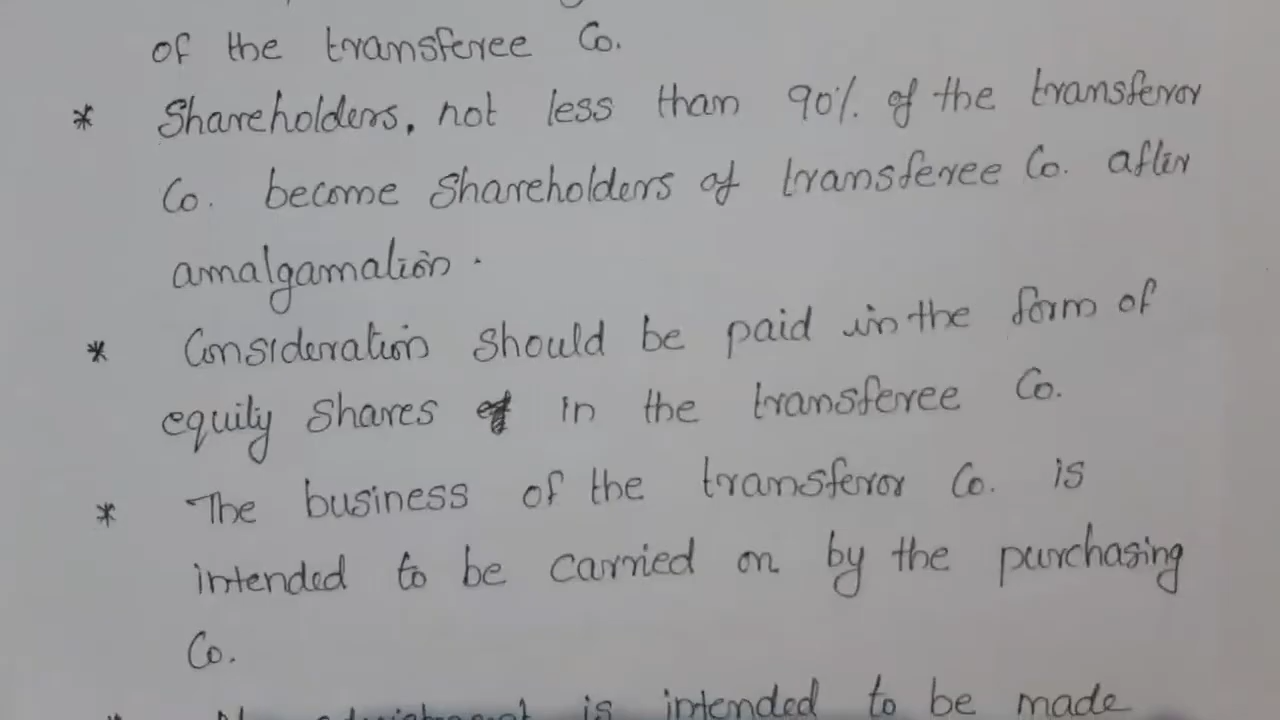 of the transferee Co.
* Shareholders, not less than 90% of the transferor
Co. become shareholders of transferee Co. after
amalgamation.
* Consideration should be paid in the form of
equity shares in the transferee Co.
* The business of the transferor Co. is
intended to be carried on by the purchasing
Co.
is intended to be made